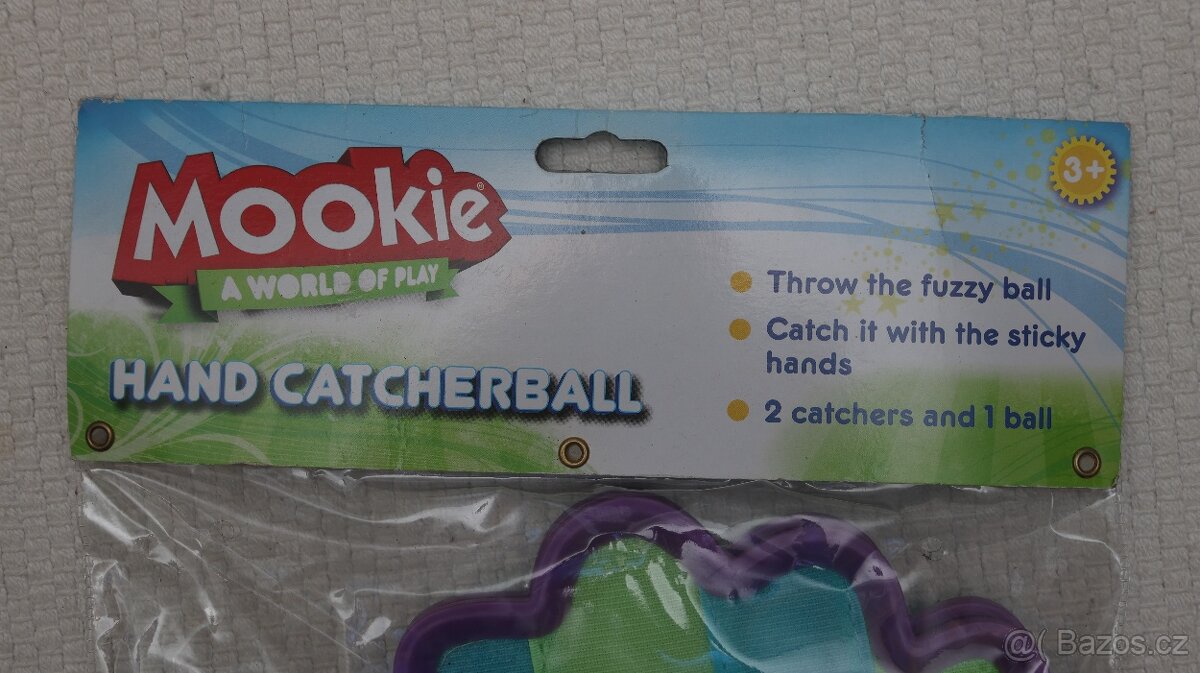 Mookie®
A WORLD OF PLAY
HAND CATCHERBALL
3+
Throw the fuzzy ball
Catch it with the sticky
hands
2 catchers and 1 ball
@( Bazos.cz